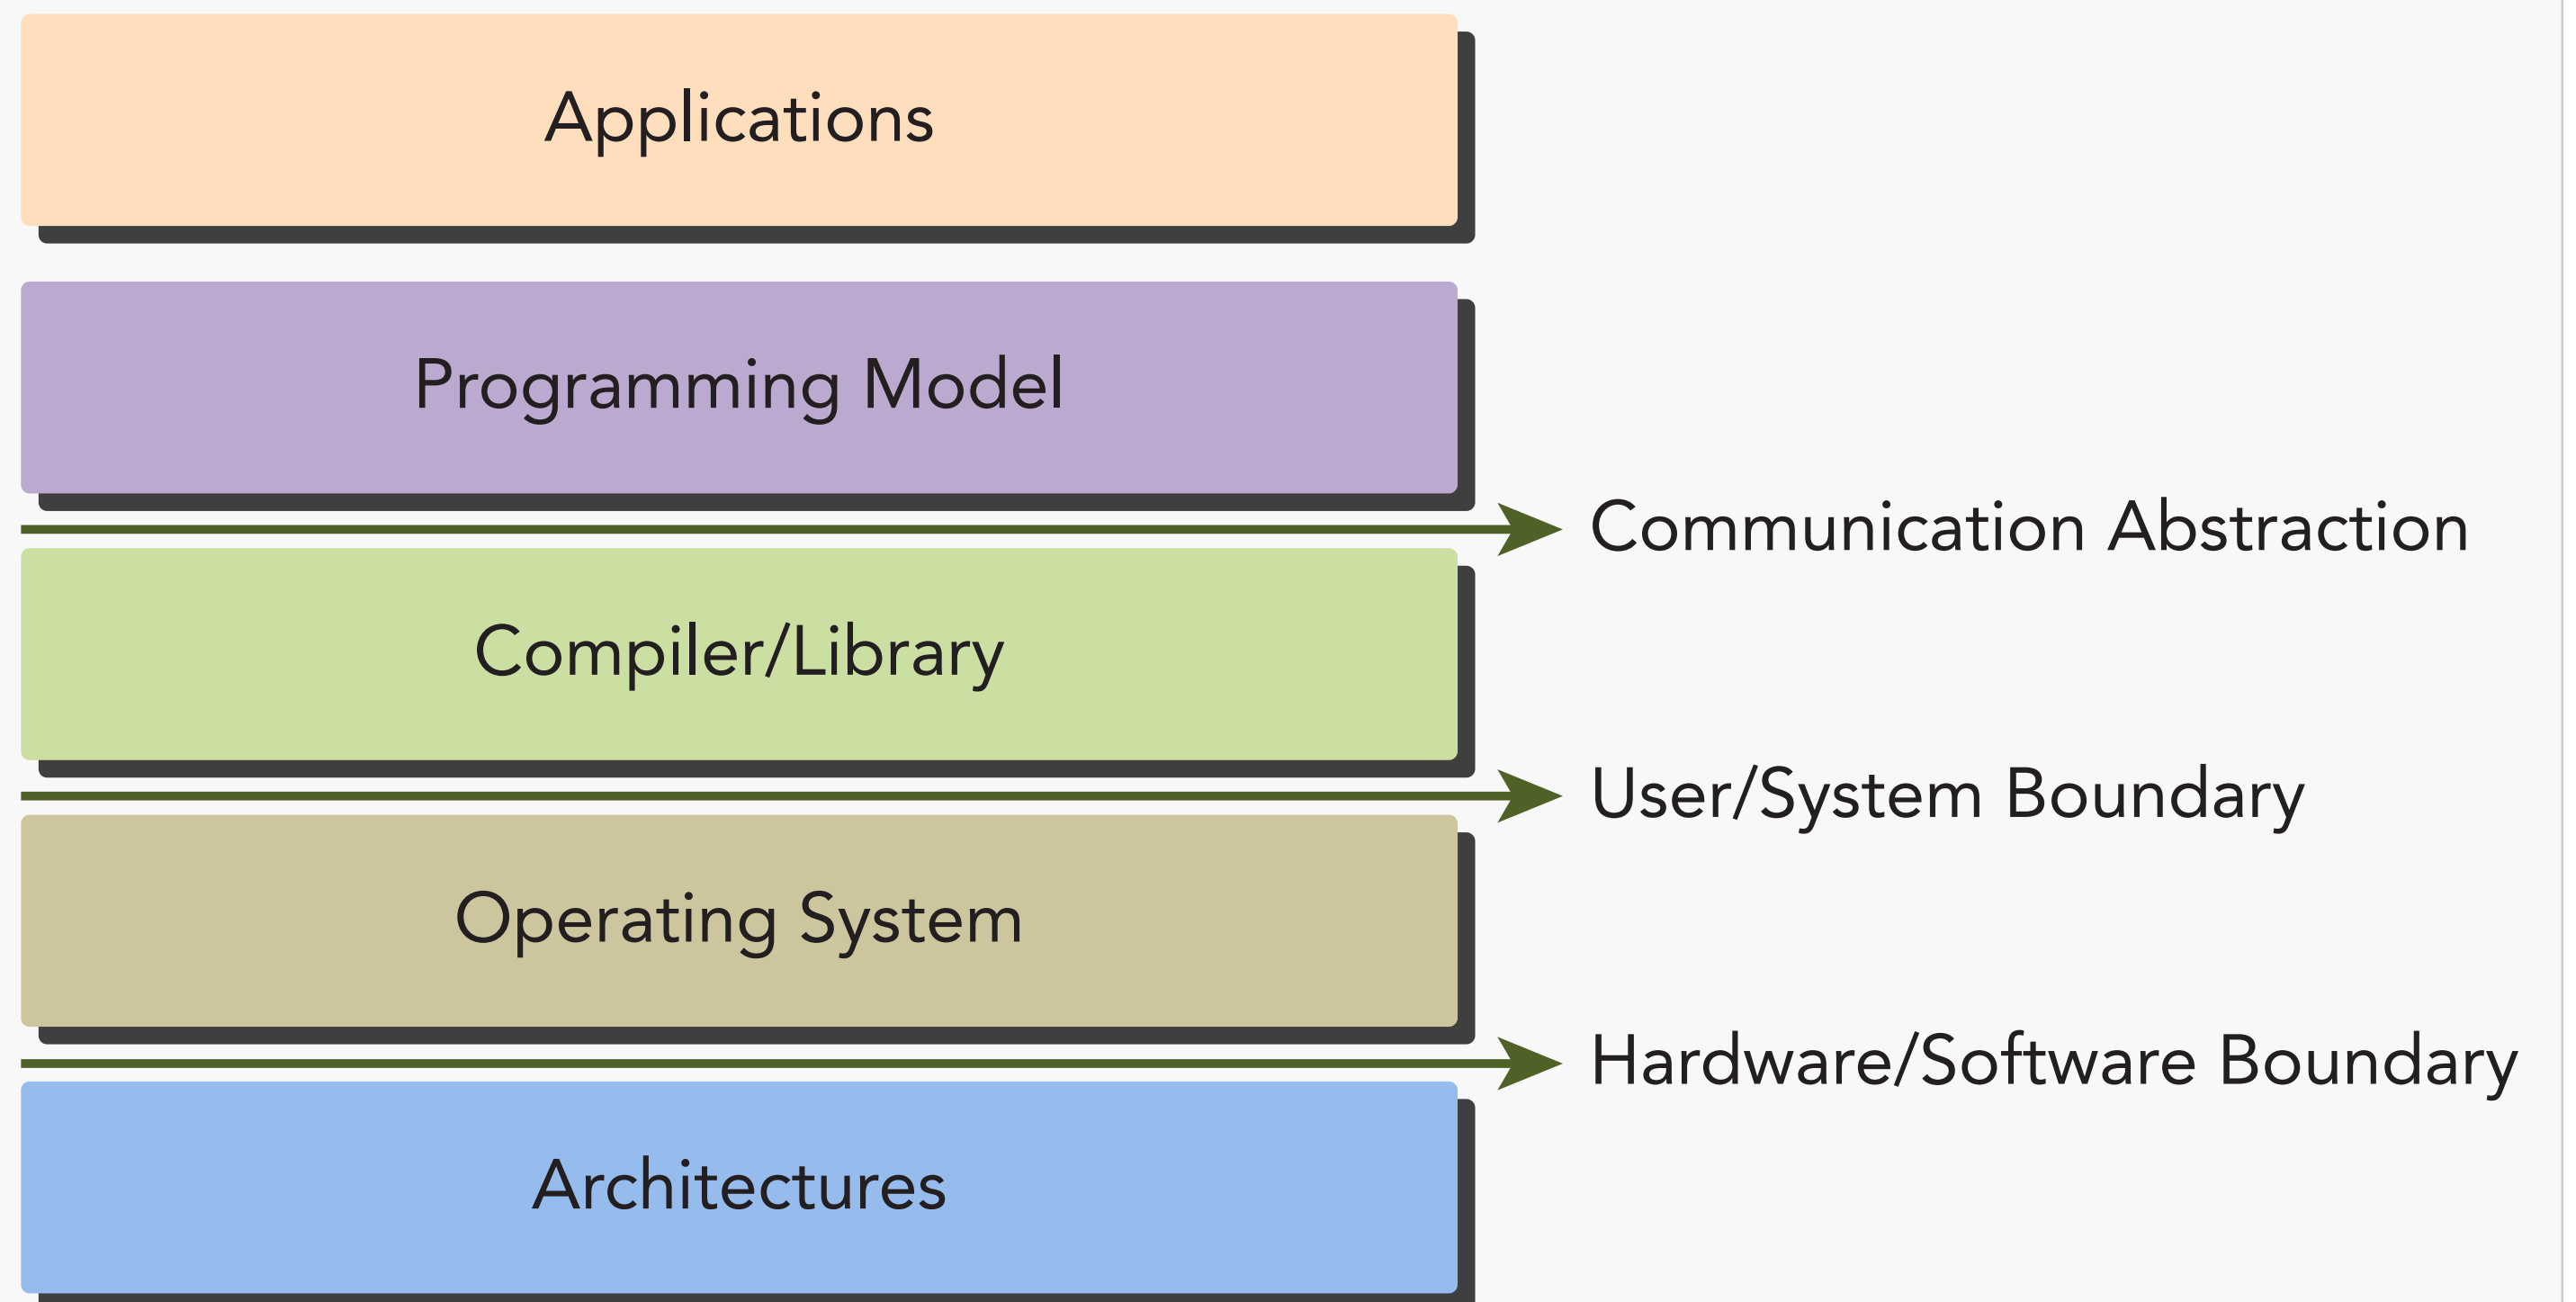 Applications
Programming Model
Communication Abstraction
Compiler/Library
User/System Boundary
Operating System
Hardware/Software Boundary
Architectures